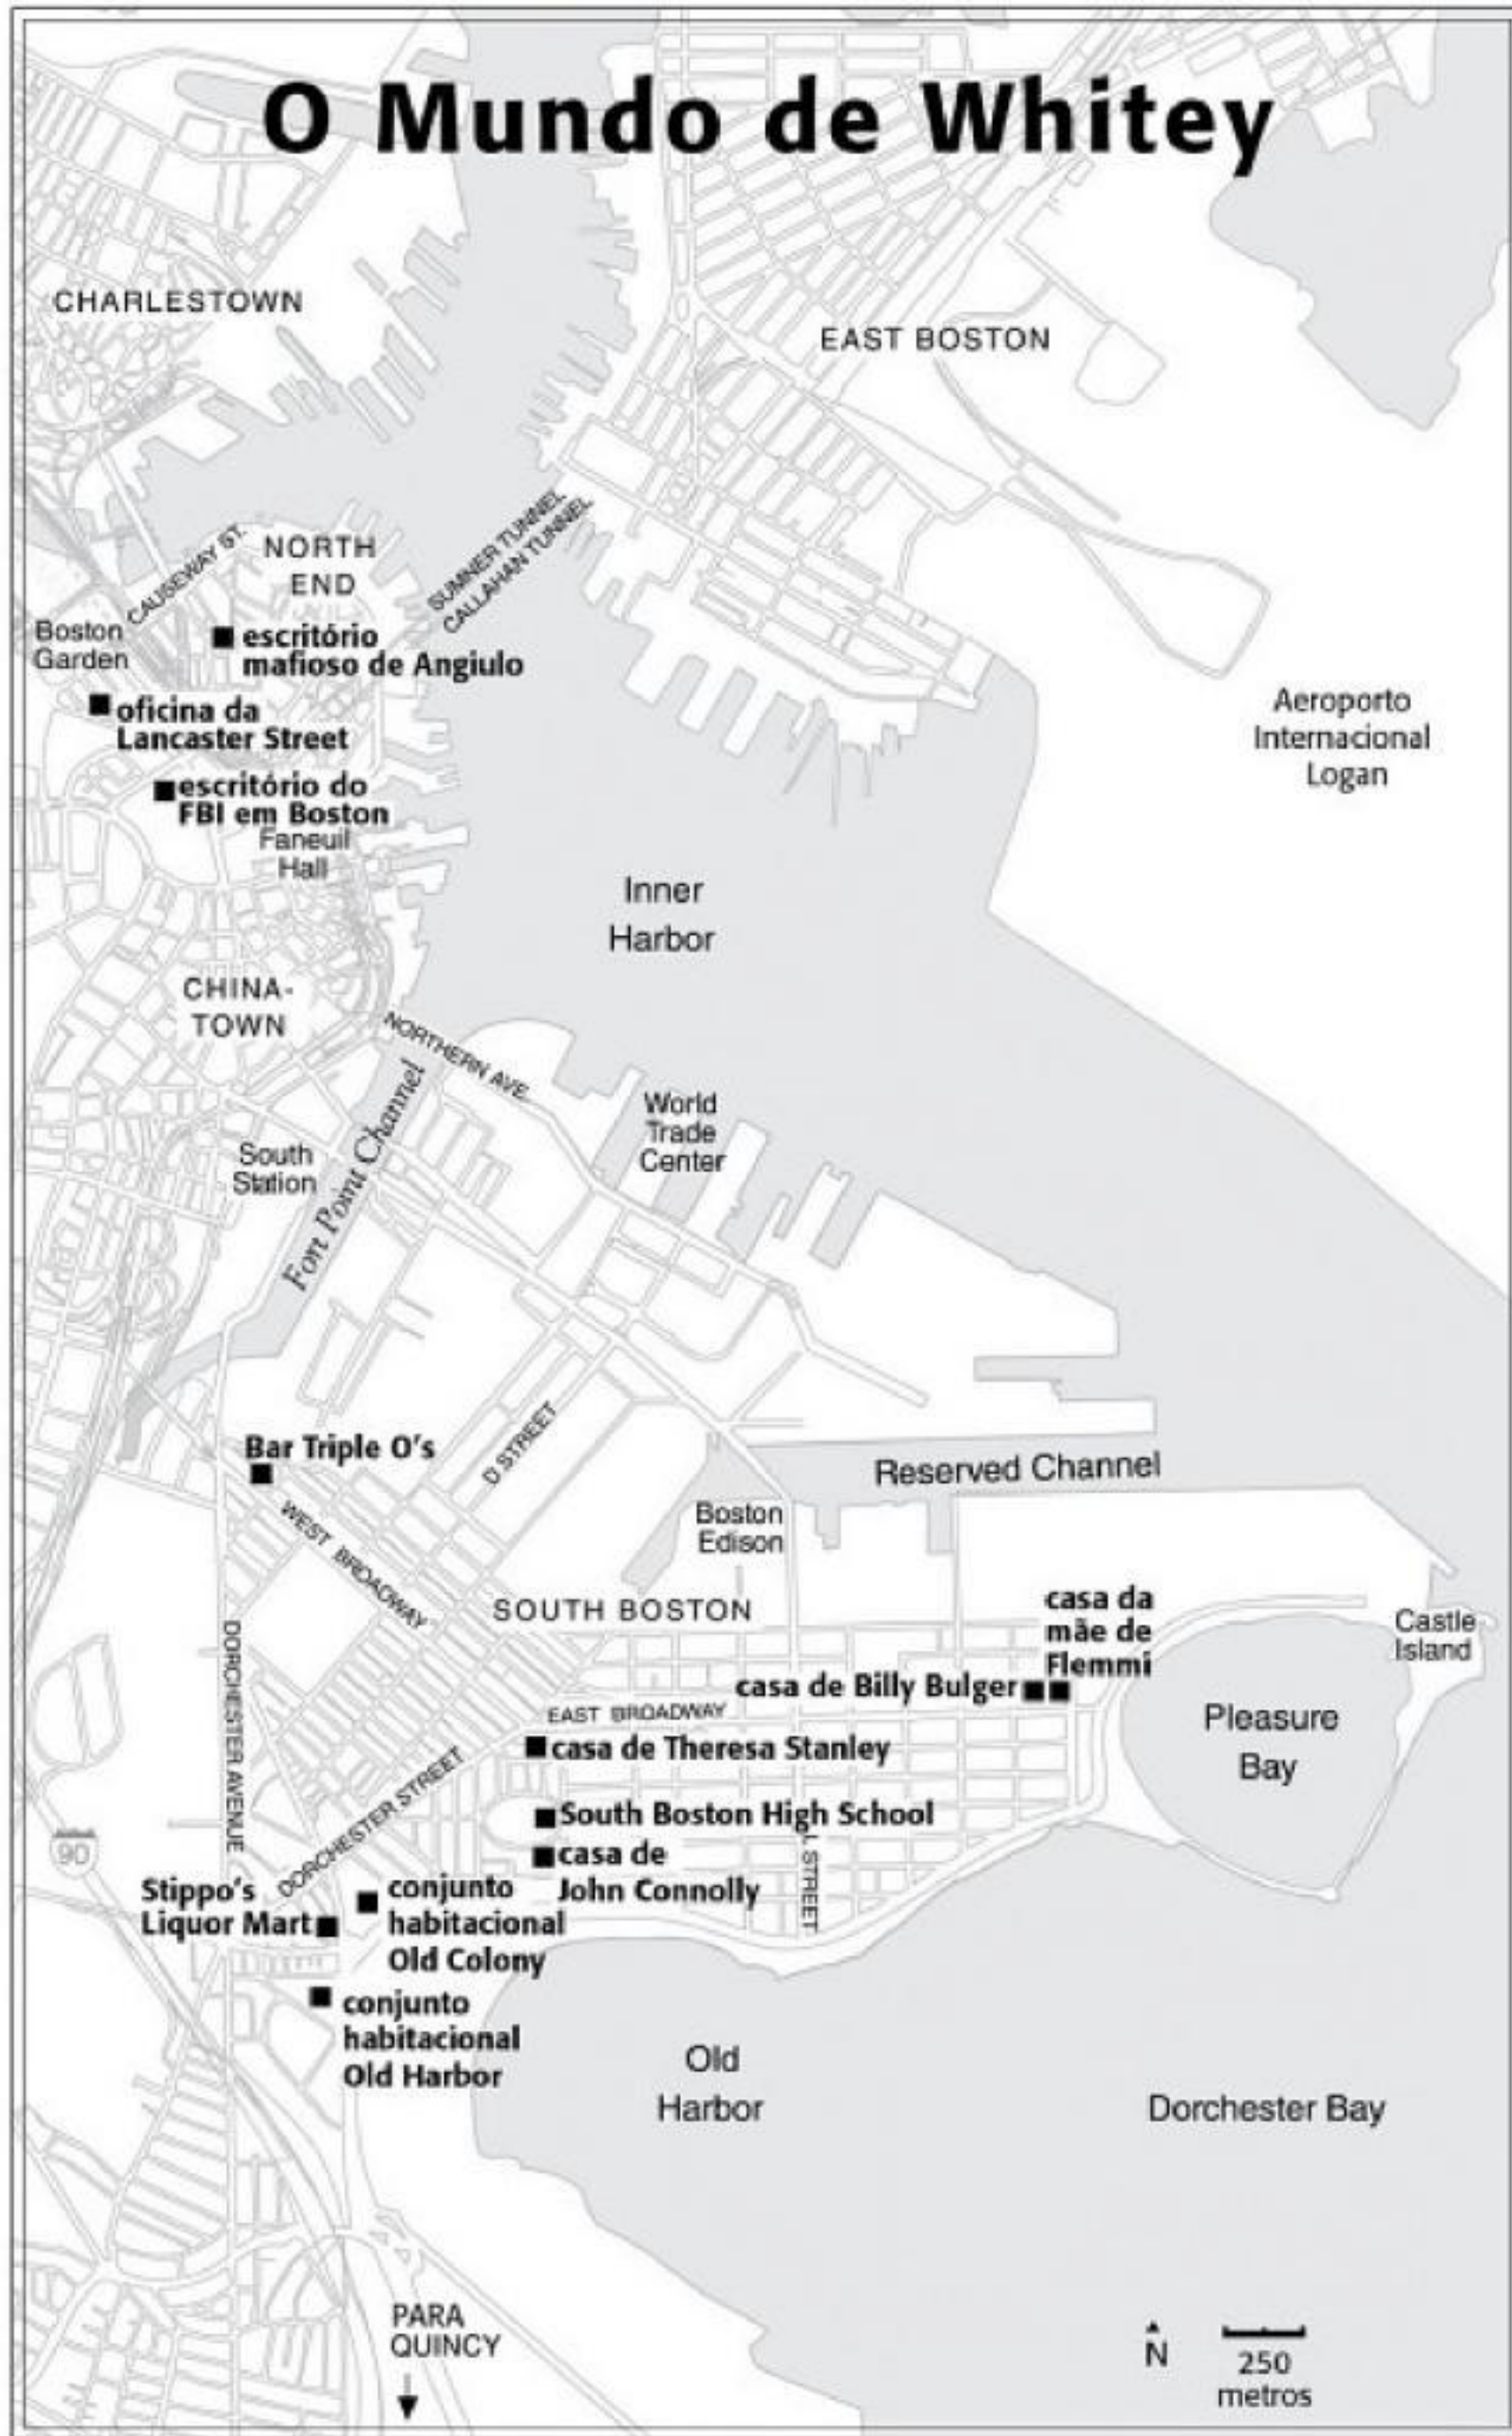 O Mundo de Whitey
CHARLESTOWN
EAST BOSTON
CAUSEWAY ST.
NORTH
END
SUMNER TUNNEL
CALLAHAN TUNNEL
Boston
Garden
escritório
mafioso de Angiulo
oficina da
Lancaster Street
escritório do
FBI em Boston
Faneuil
Hall
Aeroporto
Internacional
Logan
Inner
Harbor
CHINA-
TOWN
NORTHERN AVE.
World
Trade
Center
South
Station
Fort Point Channel
Bar Triple O's
D STREET
Reserved Channel
WEST BROADWAY
Boston
Edison
SOUTH BOSTON
casa da
mãe de
Flemmi
Castle
Island
casa de Billy Bulger
EAST BROADWAY
Pleasure
Bay
casa de Theresa Stanley
DORCHESTER AVENUE
DORCHESTER STREET
South Boston High School
90
casa de
John Connolly
L STREET
Stippo's
Liquor Mart
conjunto
habitacional
Old Colony
conjunto
habitacional
Old Harbor
Old
Harbor
Dorchester Bay
PARA
QUINCY
N
250
metros